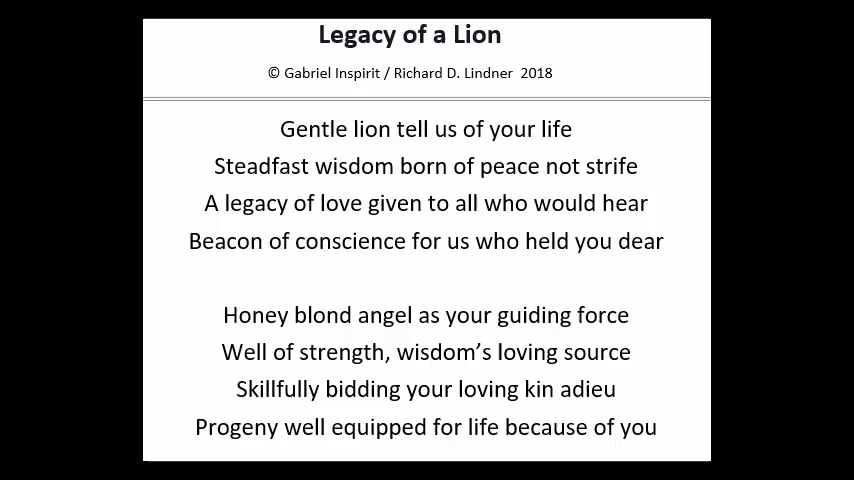 Legacy of a Lion
© Gabriel Inspirit / Richard D. Lindner 2018
Gentle lion tell us of your life
Steadfast wisdom born of peace not strife
A legacy of love given to all who would hear
Beacon of conscience for us who held you dear
Honey blond angel as your guiding force
Well of strength, wisdom’s loving source
Skillfully bidding your loving kin adieu
Progeny well equipped for life because of you